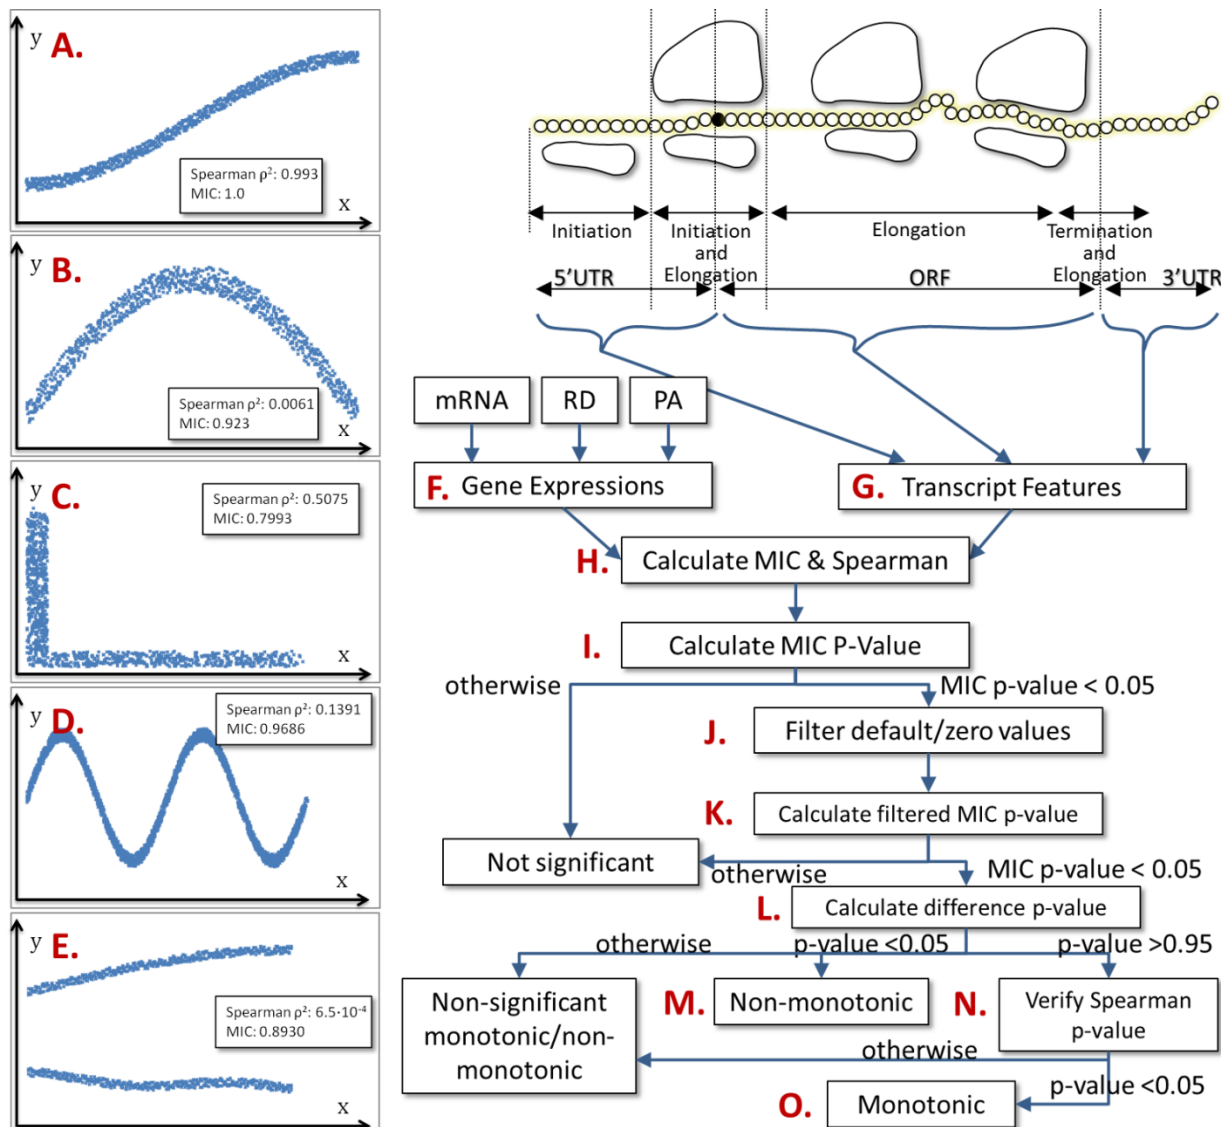 y
A.
Spearman ρ²: 0.993
MIC: 1.0
x
y
B.
Spearman ρ²: 0.0061
MIC: 0.923
x
y
C.
Spearman ρ²: 0.5075
MIC: 0.7993
x
y
D.
Spearman ρ²: 0.1391
MIC: 0.9686
x
y
E.
Spearman ρ²: 6.5·10⁻⁴
MIC: 0.8930
x
Initiation
Initiation
and
Elongation
Elongation
Termination
and
Elongation
5'UTR
ORF
3'UTR
mRNA
RD
PA
F. Gene Expressions
G. Transcript Features
H. Calculate MIC & Spearman
I. Calculate MIC P-Value
otherwise
MIC p-value < 0.05
J. Filter default/zero values
K. Calculate filtered MIC p-value
Not significant
otherwise
MIC p-value < 0.05
L. Calculate difference p-value
otherwise
p-value <0.05
p-value >0.95
Non-significant
monotonic/non-
monotonic
M. Non-monotonic
N. Verify Spearman
p-value
otherwise
p-value <0.05
O. Monotonic